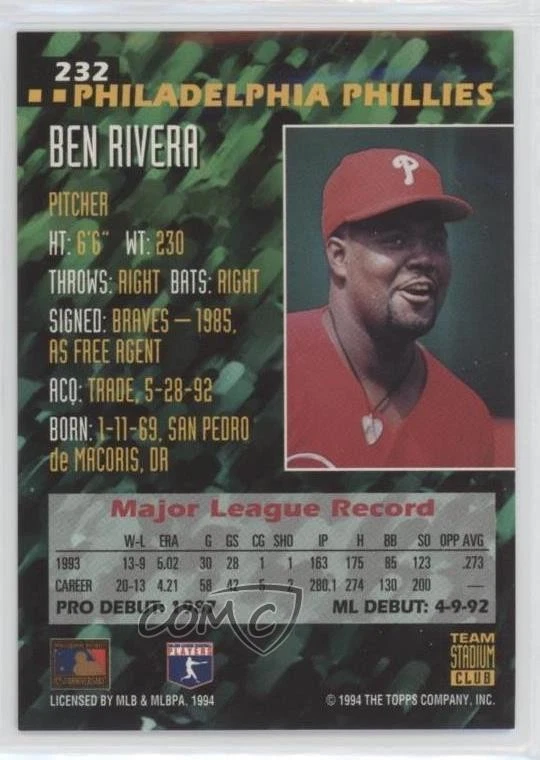 232
PHILADELPHIA PHILLIES
BEN RIVERA
PITCHER
HT: 6'6" WT: 230
THROWS: RIGHT BATS: RIGHT
SIGNED: BRAVES – 1985,
AS FREE AGENT
ACQ: TRADE, 5-28-92
BORN: 1-11-69, SAN PEDRO
de MACORIS, DR
P
Major League Record
W-L ERA G GS CG SHO IP H BB SO OPP AVG
1993 13-9 5.02 30 28 1 1 163 175 85 123 .273
CAREER 20-13 4.21 58 42 5 2 280.1 274 130 200 —
PRO DEBUT: 1987 ML DEBUT: 4-9-92
COMC
PLAYERS
TEAM
STADIUM
CLUB
LICENSED BY MLB & MLBPA, 1994
© 1994 THE TOPPS COMPANY, INC.